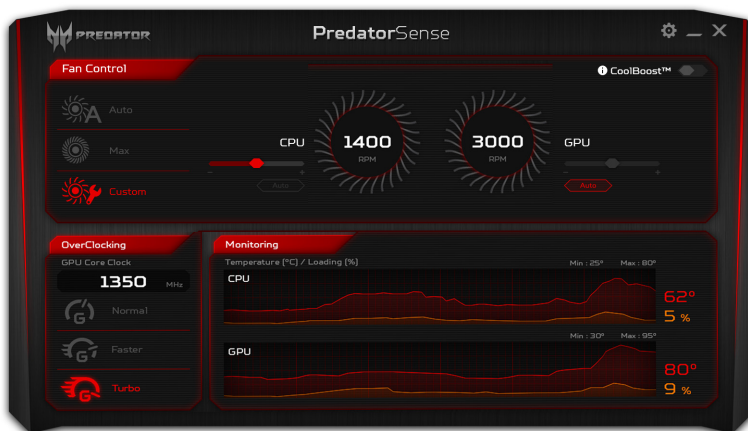 PREDATOR
PredatorSense
Fan Control
CoolBoost™
Auto
Max
Custom
CPU
1400
RPM
- +
Auto
3000
RPM
GPU
- +
Auto
OverClocking
GPU Core Clock
1350 MHz
Normal
Faster
Turbo
Monitoring
Temperature [°C] / Loading [%]
Min : 25° Max : 80°
CPU
62°
5 %
Min : 30° Max : 95°
GPU
80°
9 %